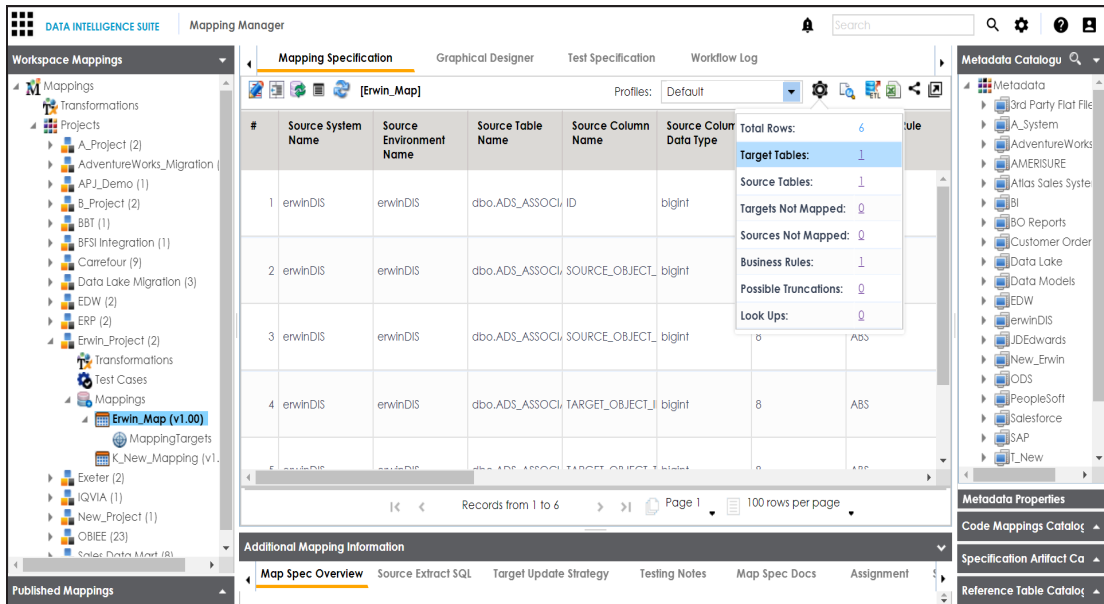 DATA INTELLIGENCE SUITE
Mapping Manager
Search
Workspace Mappings
Mappings
Transformations
Projects
A_Project (2)
AdventureWorks_Migration (
APJ_Demo (1)
B_Project (2)
BBT (1)
BFSI Integration (1)
Carrefour (9)
Data Lake Migration (3)
EDW (2)
ERP (2)
Erwin_Project (2)
Transformations
Test Cases
Mappings
Erwin_Map (v1.00)
MappingTargets
K_New_Mapping (v1.
Exeter (2)
IQVIA (1)
New_Project (1)
OBIEE (23)
Sales Data Mart (8)
Published Mappings
Mapping Specification
Graphical Designer
Test Specification
Workflow Log
[Erwin_Map]
Profiles:
Default
ETL
# Source System Name Source Environment Name Source Table Name Source Column Name Source Colum Data Type
1 erwinDIS erwinDIS dbo.ADS_ASSOCIA ID bigint
2 erwinDIS erwinDIS dbo.ADS_ASSOCIA SOURCE_OBJECT_ bigint
3 erwinDIS erwinDIS dbo.ADS_ASSOCIA SOURCE_OBJECT_ bigint 8 ABS
4 erwinDIS erwinDIS dbo.ADS_ASSOCIA TARGET_OBJECT_I bigint 8 ABS
Total Rows: 6
Target Tables: 1
Source Tables: 1
Targets Not Mapped: 0
Sources Not Mapped: 0
Business Rules: 1
Possible Truncations: 0
Look Ups: 0
Records from 1 to 6
Page 1
100 rows per page
Additional Mapping Information
Map Spec Overview
Source Extract SQL
Target Update Strategy
Testing Notes
Map Spec Docs
Assignment
Metadata Catalogu
Metadata
3rd Party Flat File
A_System
AdventureWorks
AMERISURE
Atlas Sales Syste
BI
BO Reports
Customer Order
Data Lake
Data Models
EDW
erwinDIS
JDEdwards
New_Erwin
ODS
PeopleSoft
Salesforce
SAP
T_New
Metadata Properties
Code Mappings Catalog
Specification Artifact Ca
Reference Table Catalog